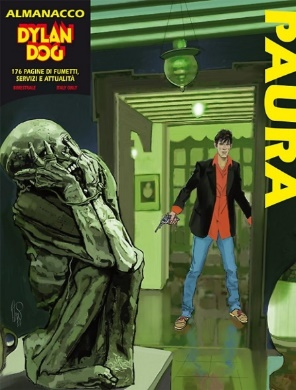 ALMANACCO
DYLAN
DOG
176 PAGINE DI FUMETTI,
SERVIZI E ATTUALITÀ
PAURA